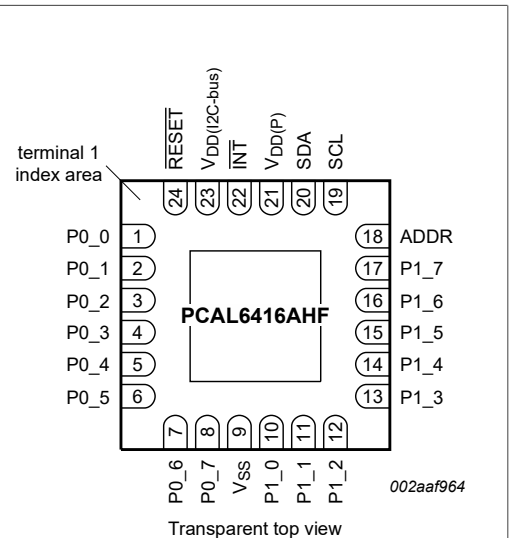 RESET
VDD(I2C-bus)
INT
VDD(P)
SDA
SCL
terminal 1
index area
24 23 22 21 20 19
P0_0 1
P0_1 2
P0_2 3
P0_3 4
P0_4 5
P0_5 6
18 ADDR
17 P1_7
16 P1_6
15 P1_5
14 P1_4
13 P1_3
PCAL6416AHF
7 8 9 10 11 12
P0_6
P0_7
VSS
P1_0
P1_1
P1_2
002aaf964
Transparent top view